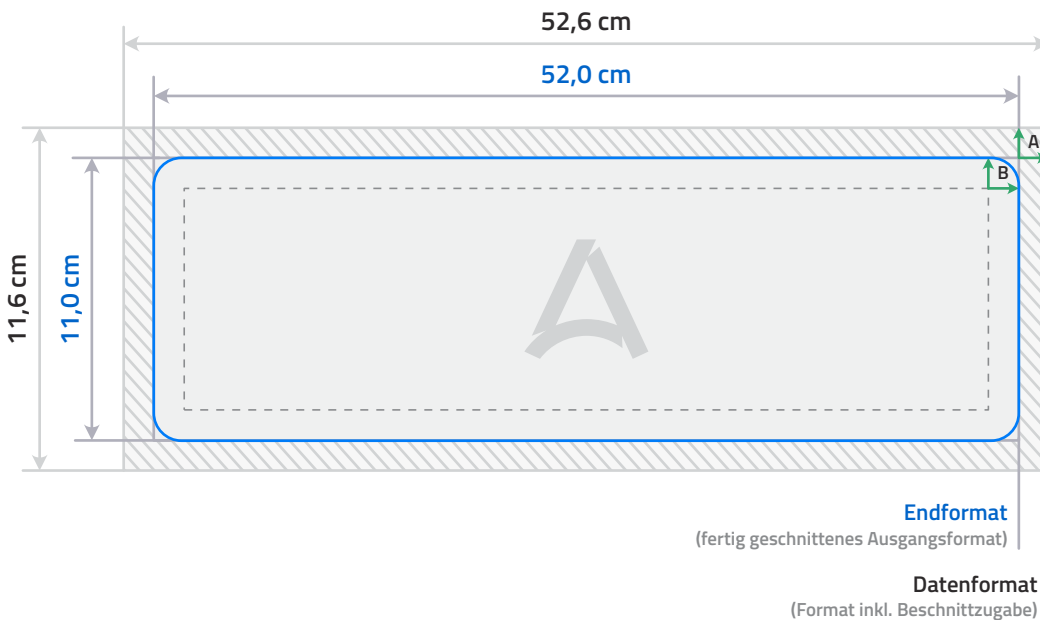 52,6 cm
52,0 cm
A
B
11,6 cm
11,0 cm
Endformat
(fertig geschnittenes Ausgangsformat)
Datenformat
(Format inkl. Beschnittzugabe)